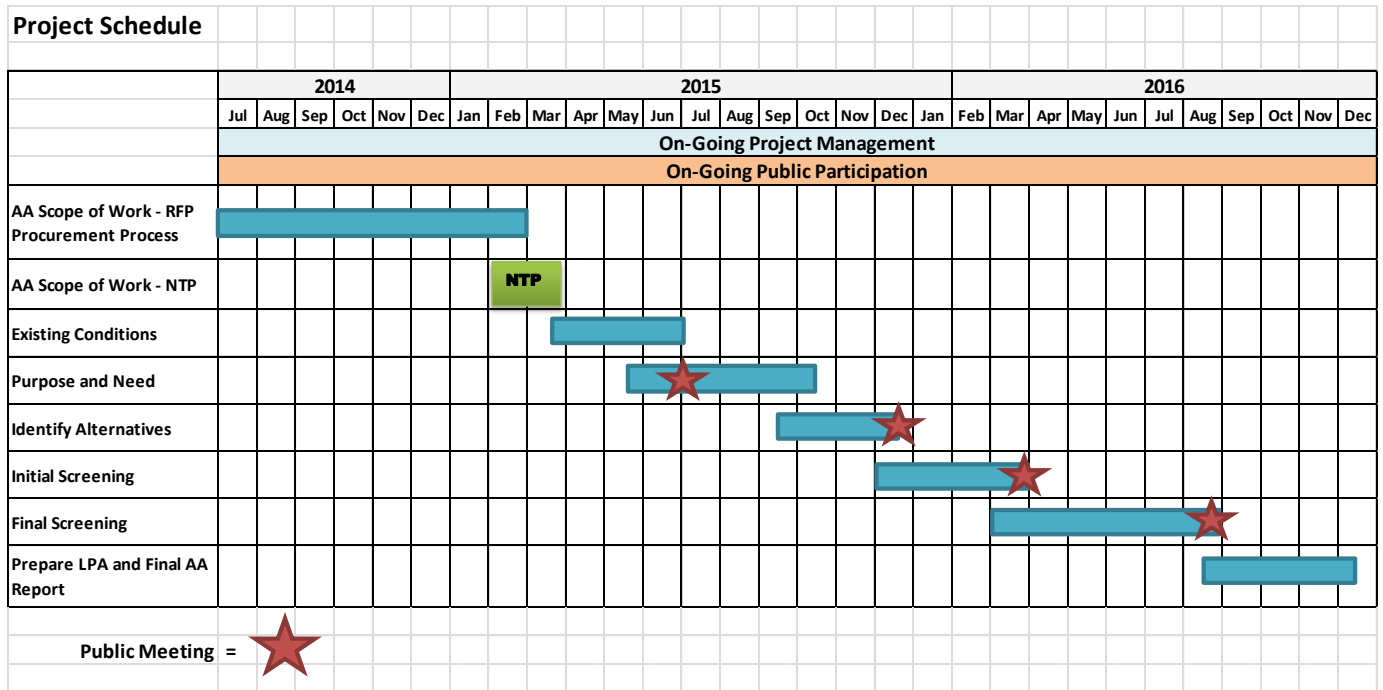 Project Schedule
2014 2015 2016
Jul Aug Sep Oct Nov Dec Jan Feb Mar Apr May Jun Jul Aug Sep Oct Nov Dec Jan Feb Mar Apr May Jun Jul Aug Sep Oct Nov Dec
On-Going Project Management
On-Going Public Participation
AA Scope of Work - RFP
Procurement Process
AA Scope of Work - NTP
NTP
Existing Conditions
Purpose and Need
Identify Alternatives
Initial Screening
Final Screening
Prepare LPA and Final AA
Report
Public Meeting =